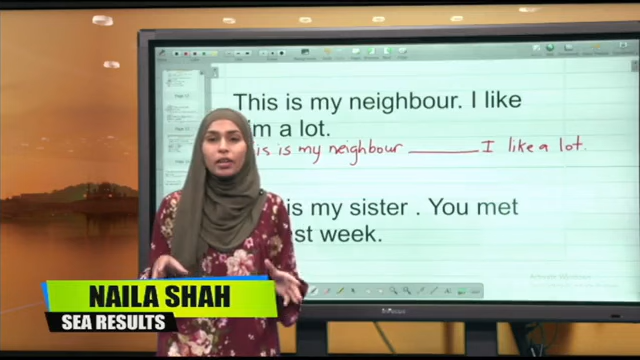 This is my neighbour. I like
a lot.
is is my neighbour ________ I like a lot.
is my sister . You met
st week.
NAILA SHAH
SEA RESULTS